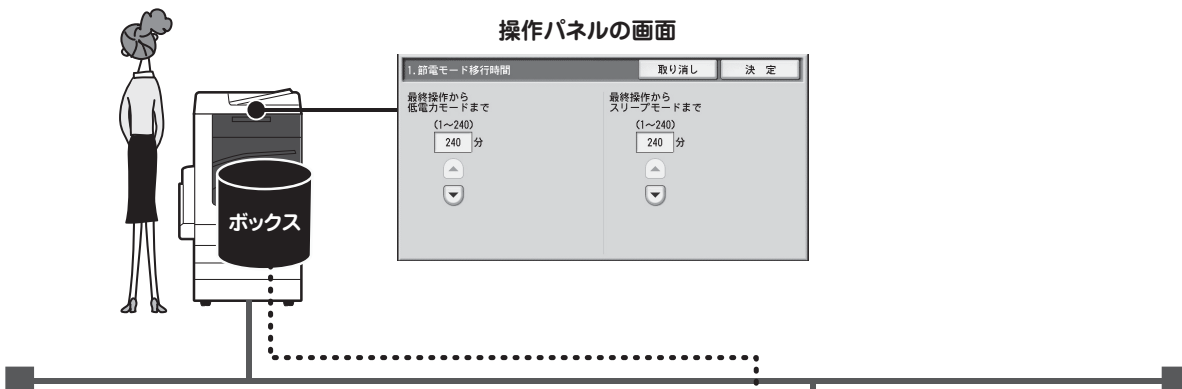 操作パネルの画面
1.節電モード移行時間
取り消し
決 定
最終操作から
低電力モードまで
(1～240)
240 分
最終操作から
スリープモードまで
(1～240)
240 分
ボックス